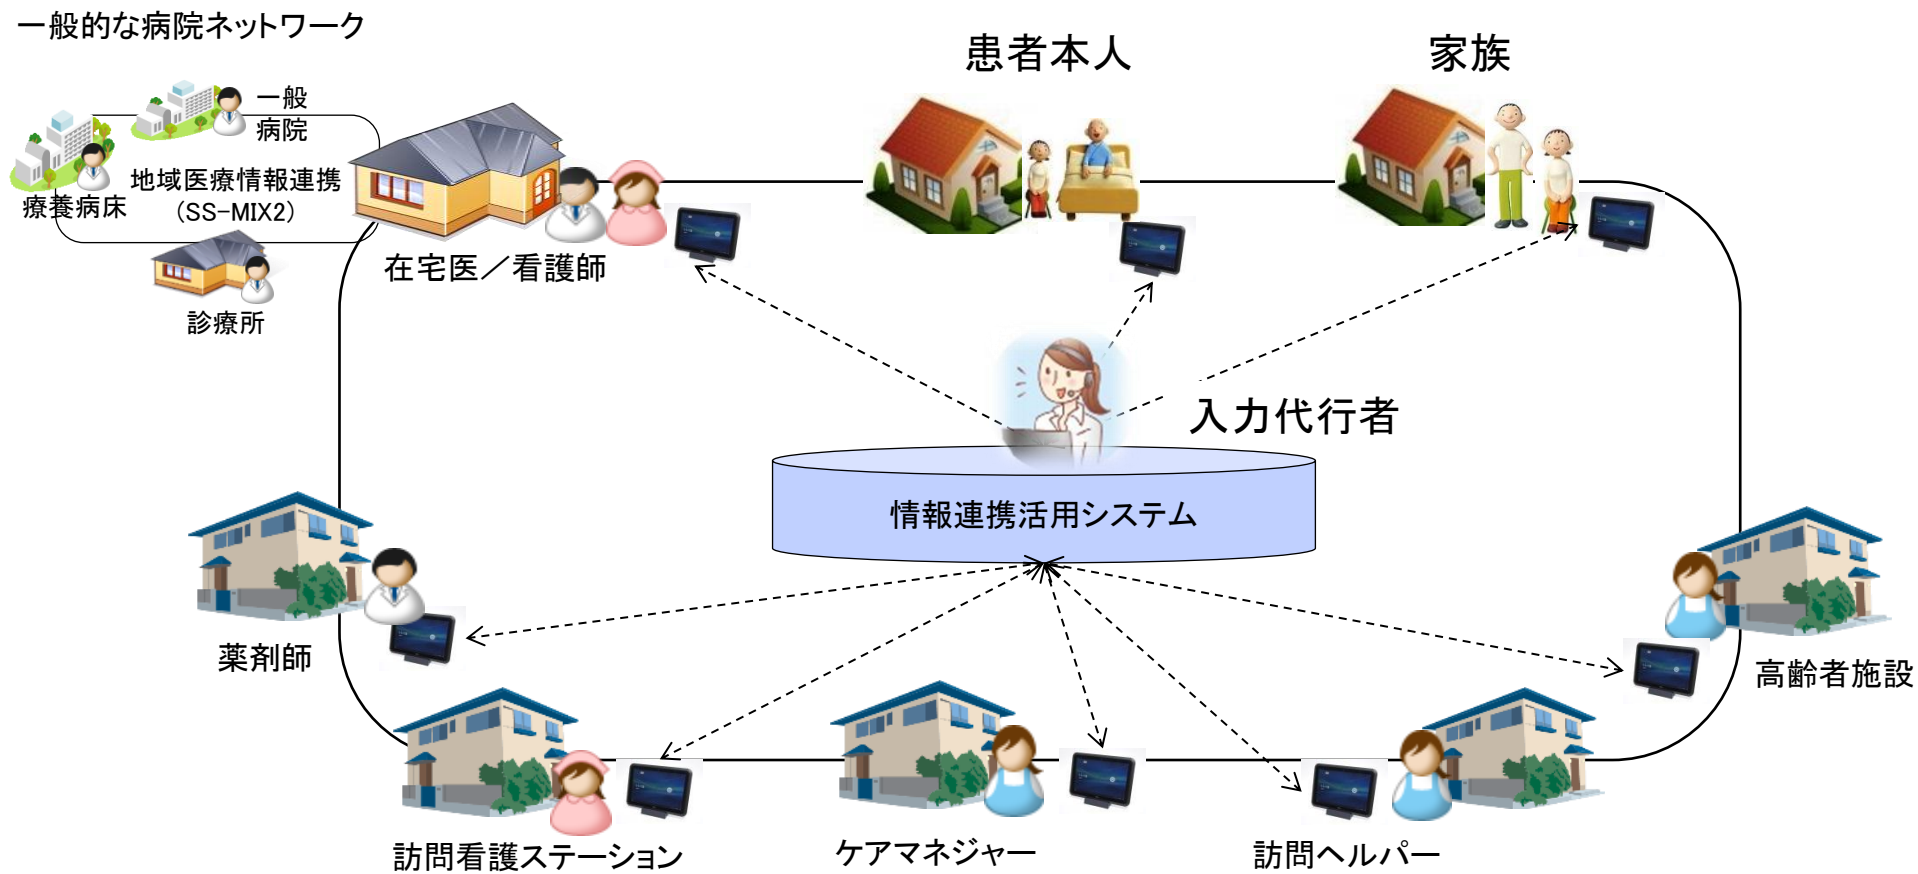 一般的な病院ネットワーク
患者本人
家族
一般
病院
地域医療情報連携
(SS-MIX2)
療養病床
在宅医／看護師
診療所
入力代行者
情報連携活用システム
薬剤師
高齢者施設
訪問看護ステーション
ケアマネジャー
訪問ヘルパー